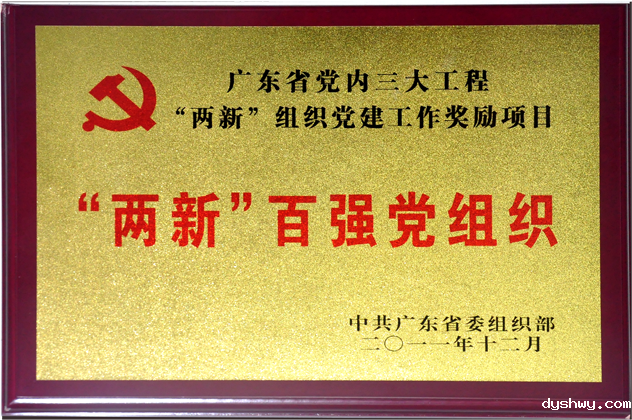 广东省党内三大工程
“两新”组织党建工作奖励项目
“两新”百强党组织
中共广东省委组织部
二〇一一年十二月
dyshwy.com